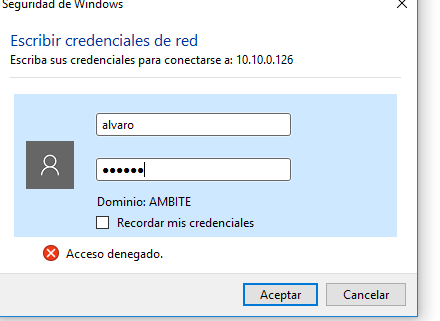 Seguridad de Windows
Escribir credenciales de red
Escriba sus credenciales para conectarse a: 10.10.0.126
alvaro
●●●●●●
Dominio: AMBITE
Recordar mis credenciales
Acceso denegado.
Aceptar
Cancelar